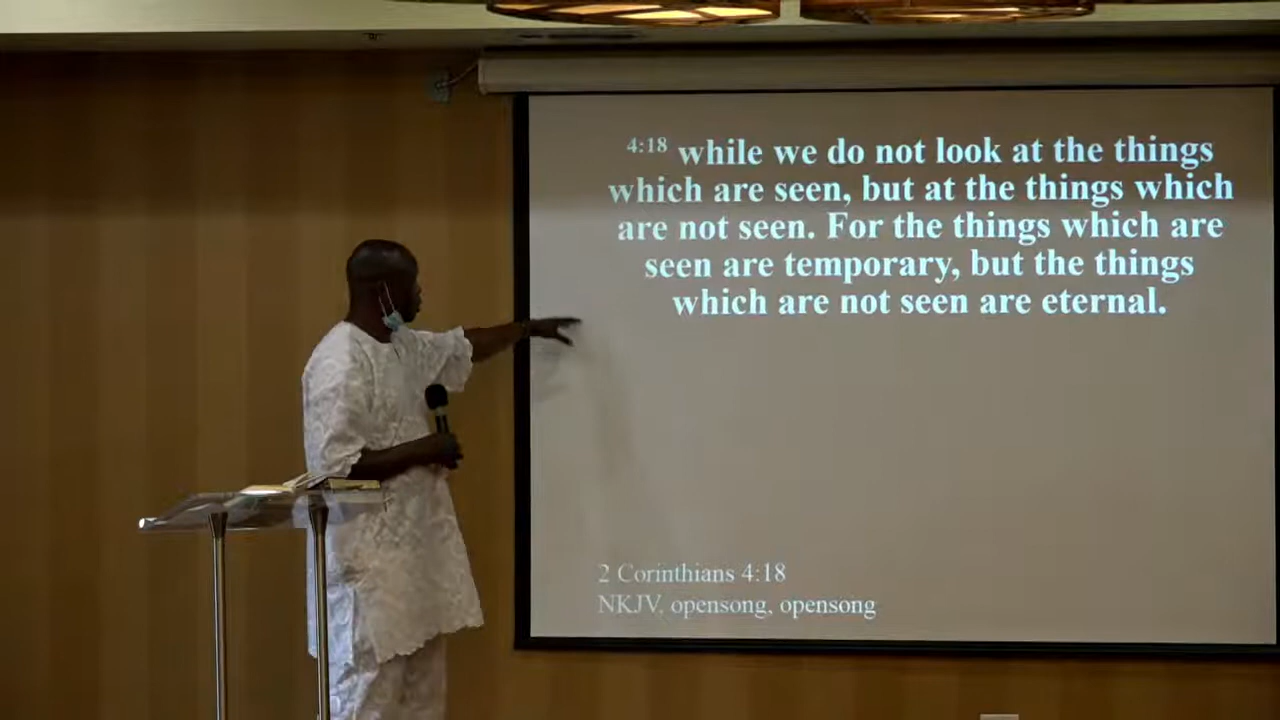 4:18 while we do not look at the things
which are seen, but at the things which
are not seen. For the things which are
seen are temporary, but the things
which are not seen are eternal.
2 Corinthians 4:18
NKJV, opensong, opensong